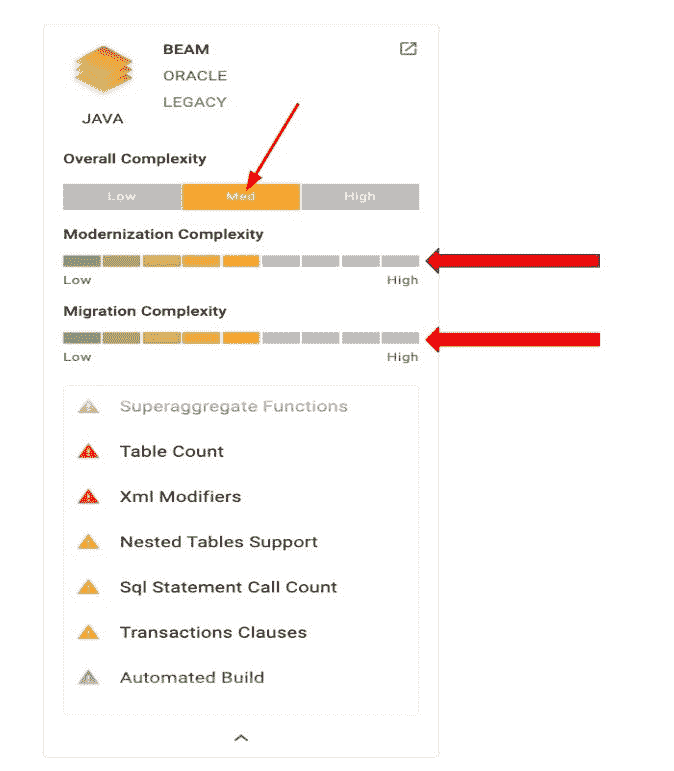 BEAM
ORACLE
LEGACY
JAVA
Overall Complexity
Low Med High
Modernization Complexity
Low High
Migration Complexity
Low High
Superaggregate Functions
Table Count
Xml Modifiers
Nested Tables Support
Sql Statement Call Count
Transactions Clauses
Automated Build